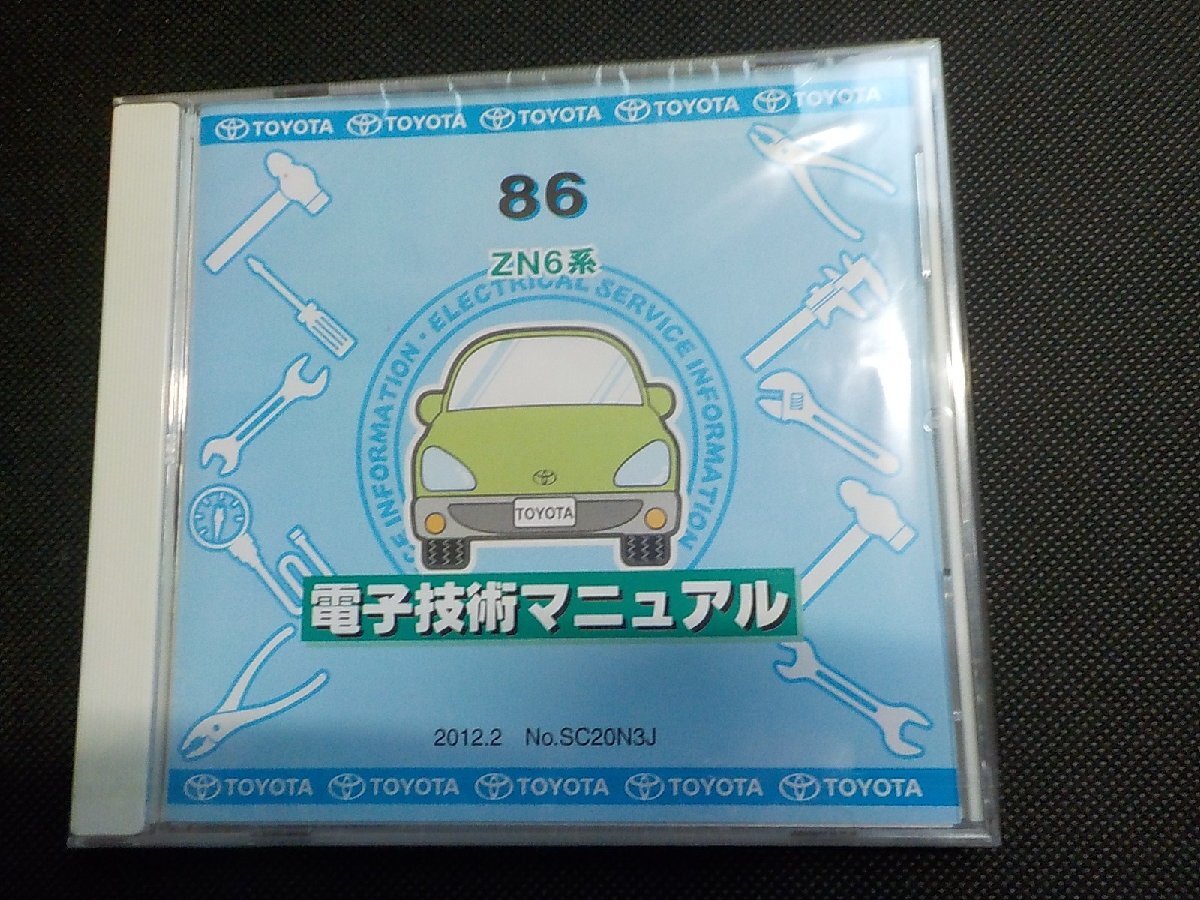 TOYOTA TOYOTA TOYOTA TOYOTA TOYOTA
86
ZN6系
CE INFORMATION・ELECTRICAL SERVICE INFORMATION
TOYOTA
電子技術マニュアル
2012.2 No.SC20N3J
TOYOTA TOYOTA TOYOTA TOYOTA TOYOTA